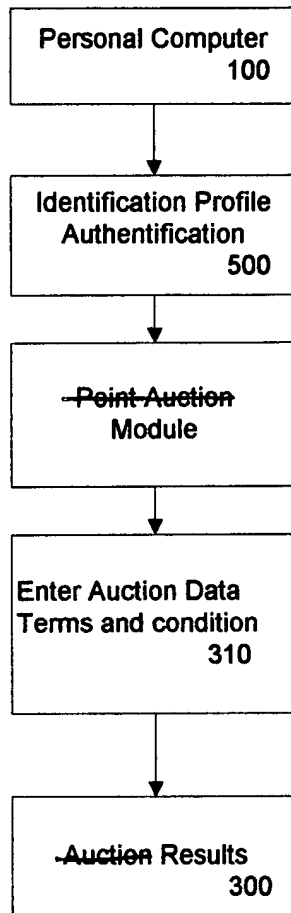 Personal Computer
100
Identification Profile
Authentification
500
Point Auction
Module
Enter Auction Data
Terms and condition
310
Auction Results
300